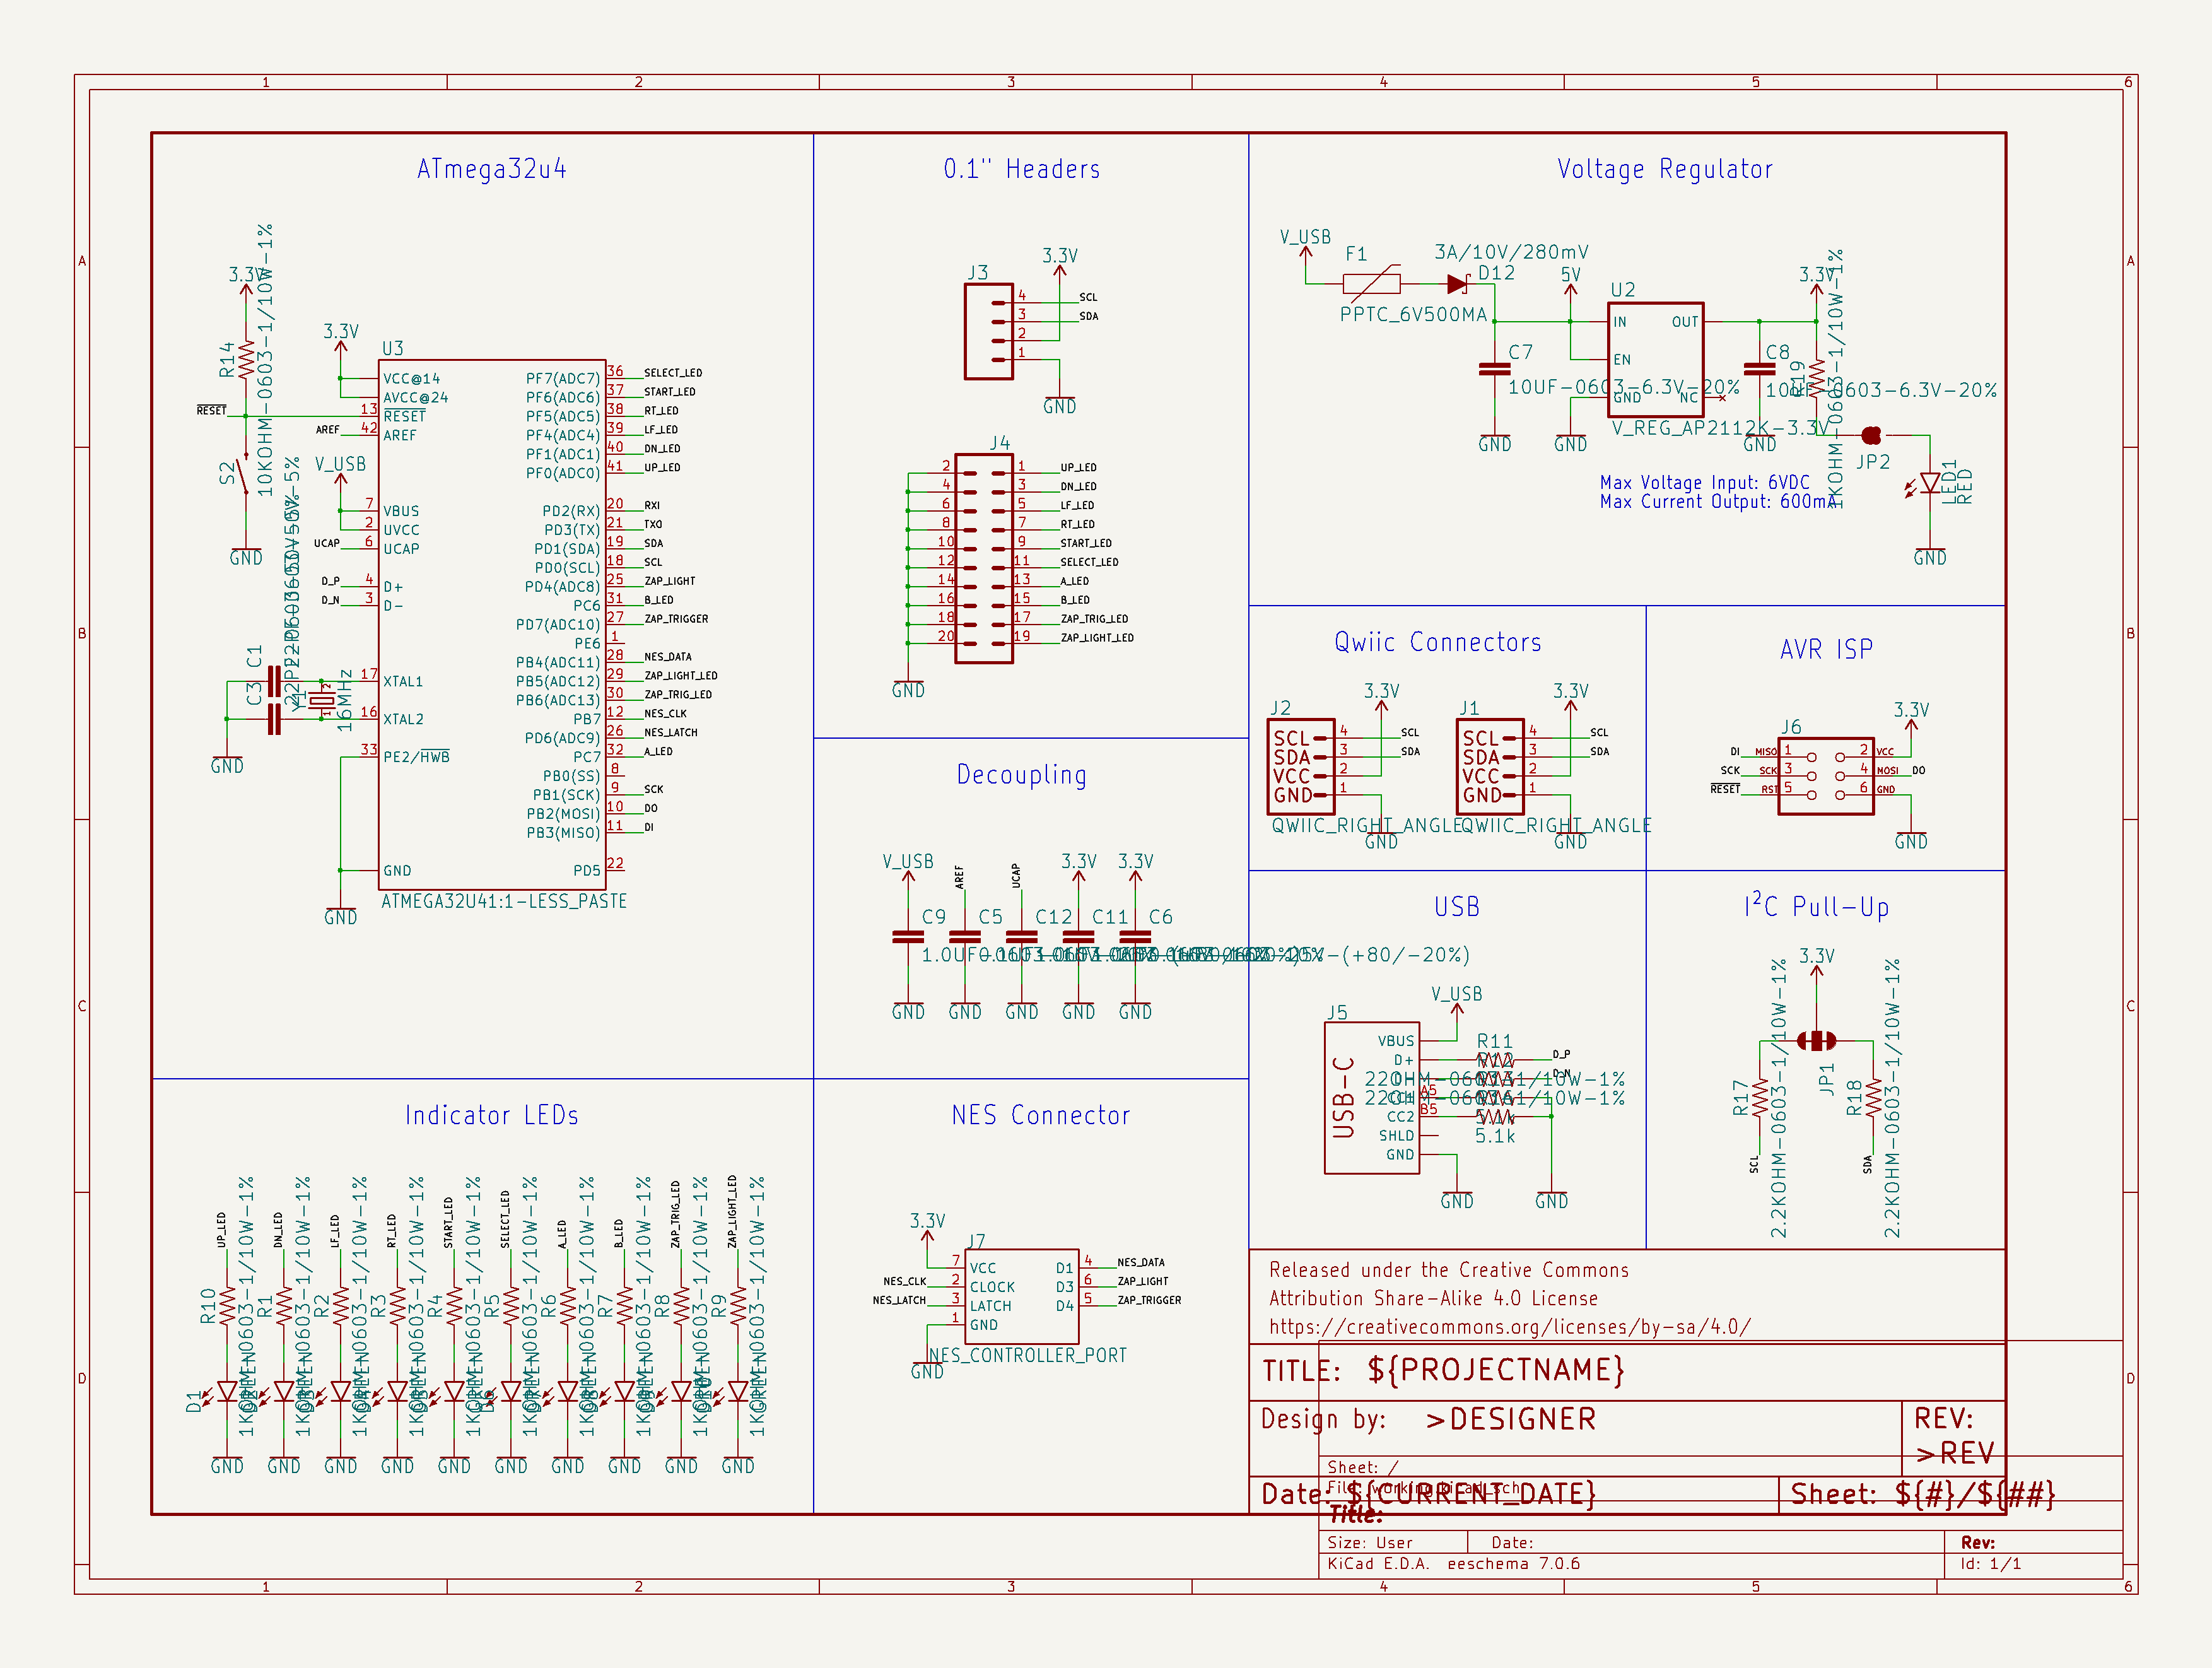 1 2 3 4 5 6
A
B
C
D
ATmega32u4
3.3V
R14
10KOHM-0603-1/10W-1%
RESET
S2
GND
3.3V
U3
VCC@14
AVCC@24
13 RESET
AREF 42 AREF
V_USB
7 VBUS
2 UVCC
UCAP 6 UCAP
D_P 4 D+
D_N 3 D-
C1
C3
Y1
16MHz
17 XTAL1
16 XTAL2
33 PE2/HWB
GND
GND
GND
PF7(ADC7) 36 SELECT_LED
PF6(ADC6) 37 START_LED
PF5(ADC5) 38 RT_LED
PF4(ADC4) 39 LF_LED
PF1(ADC1) 40 DN_LED
PF0(ADC0) 41 UP_LED
PD2(RX) 20 RXI
PD3(TX) 21 TXO
PD1(SDA) 19 SDA
PD0(SCL) 18 SCL
PD4(ADC8) 25 ZAP_LIGHT
PC6 31 B_LED
PD7(ADC10) 27 ZAP_TRIGGER
PE6 1
PB4(ADC11) 28 NES_DATA
PB5(ADC12) 29 ZAP_LIGHT_LED
PB6(ADC13) 30 ZAP_TRIG_LED
PB7 12 NES_CLK
PD6(ADC9) 26 NES_LATCH
PC7 32 A_LED
PB0(SS) 8
PB1(SCK) 9 SCK
PB2(MOSI) 10 DO
PB3(MISO) 11 DI
PD5 22
ATMEGA32U41:1-LESS_PASTE
0.1" Headers
J3
3.3V
4 SCL
3 SDA
2
1
GND
J4
2 1 UP_LED
4 3 DN_LED
6 5 LF_LED
8 7 RT_LED
10 9 START_LED
12 11 SELECT_LED
14 13 A_LED
16 15 B_LED
18 17 ZAP_TRIG_LED
20 19 ZAP_LIGHT_LED
GND
Voltage Regulator
V_USB
F1
PPTC_6V500MA
3A/10V/280mV
D12
5V
U2
IN OUT
EN
GND NC
V_REG_AP2112K-3.3V
C7
10UF-0603-6.3V-20%
GND
GND
C8
10UF-0603-6.3V-20%
GND
3.3V
R19
1KOHM-0603-1/10W-1%
JP2
LED1
RED
GND
Max Voltage Input: 6VDC
Max Current Output: 600mA
Decoupling
V_USB AREF UCAP 3.3V 3.3V
C9 C5 C12 C11 C6
GND GND GND GND GND
Qwiic Connectors
J2
3.3V
SCL 4 SCL
SDA 3 SDA
VCC 2
GND 1
QWIIC_RIGHT_ANGLE
GND
J1
3.3V
SCL 4 SCL
SDA 3 SDA
VCC 2
GND 1
QWIIC_RIGHT_ANGLE
GND
AVR ISP
J6
3.3V
DI MISO 1 2 VCC
SCK SCK 3 4 MOSI DO
RESET RST 5 6 GND
GND
USB
V_USB
J5
USB-C
VBUS
D+
D_P
D_N
A5
B5
CC2
SHLD
GND
R11
22OHM-0603-1/10W-1%
22OHM-0603-1/10W-1%
5.1k
5.1k
GND GND
I²C Pull-Up
3.3V
JP1
R17
2.2KOHM-0603-1/10W-1%
SCL
R18
2.2KOHM-0603-1/10W-1%
SDA
Indicator LEDs
UP_LED DN_LED LF_LED RT_LED START_LED SELECT_LED A_LED B_LED ZAP_TRIG_LED ZAP_LIGHT_LED
R10 R1 R2 R3 R4 R5 R6 R7 R8 R9
D1
GND GND GND GND GND GND GND GND GND GND
NES Connector
3.3V
J7
7 VCC
NES_CLK 2 CLOCK
NES_LATCH 3 LATCH
1 GND
D1 4 NES_DATA
D3 6 ZAP_LIGHT
D4 5 ZAP_TRIGGER
NES_CONTROLLER_PORT
GND
Released under the Creative Commons
Attribution Share-Alike 4.0 License
https://creativecommons.org/licenses/by-sa/4.0/
TITLE: ${PROJECTNAME}
Design by: >DESIGNER
REV:
>REV
Sheet: /
File: working.kicad_sch
Date: ${CURRENT_DATE}
Sheet: ${#}/${##}
Title:
Size: User Date: Rev:
KiCad E.D.A. eeschema 7.0.6 Id: 1/1
1 2 3 4 5 6
A
B
C
D